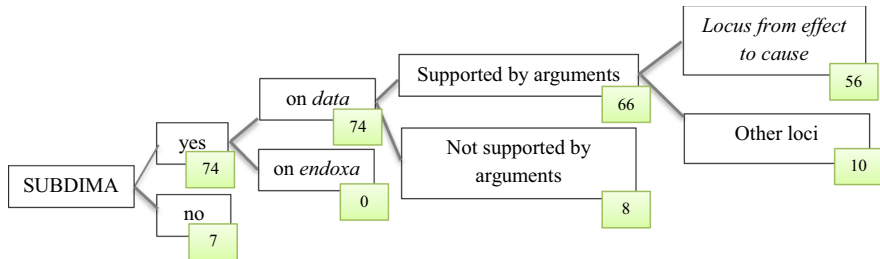 SUBDIMA
yes
74
no
7
on data
74
on endoxa
0
Supported by arguments
66
Not supported by
arguments
8
Locus from effect
to cause
56
Other loci
10